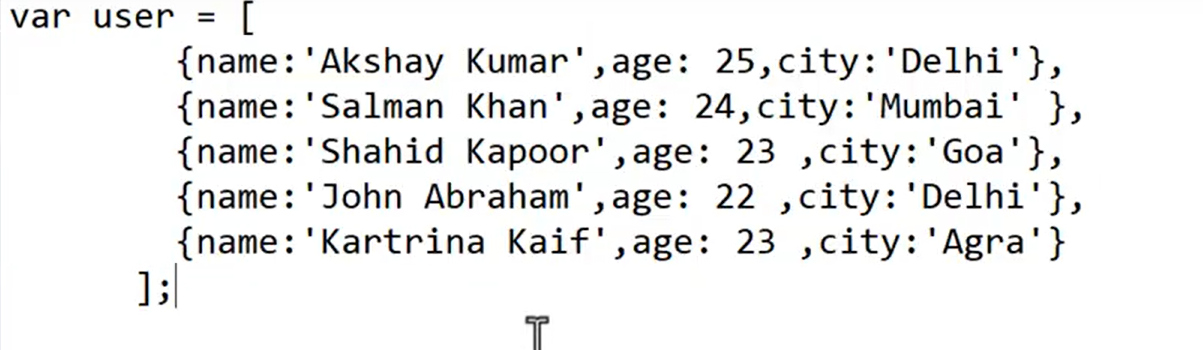 var user = [
{name:'Akshay Kumar',age: 25,city:'Delhi'},
{name:'Salman Khan',age: 24,city:'Mumbai' },
{name:'Shahid Kapoor',age: 23 ,city:'Goa'},
{name:'John Abraham',age: 22 ,city:'Delhi'},
{name:'Kartrina Kaif',age: 23 ,city:'Agra'}
];